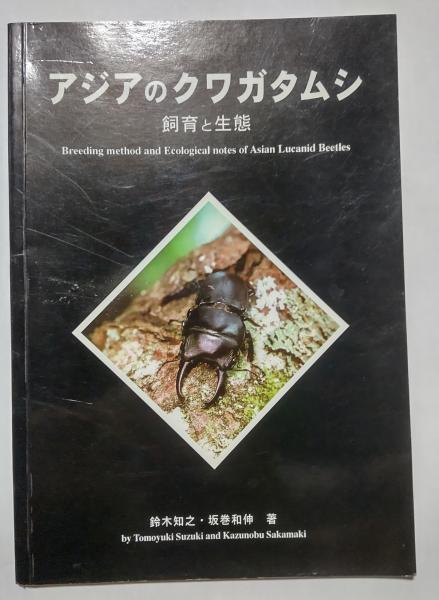 アジアのクワガタムシ
飼育と生態
Breeding method and Ecological notes of Asian Lucanid Beetles
鈴木知之・坂巻和伸 著
by Tomoyuki Suzuki and Kazunobu Sakamaki